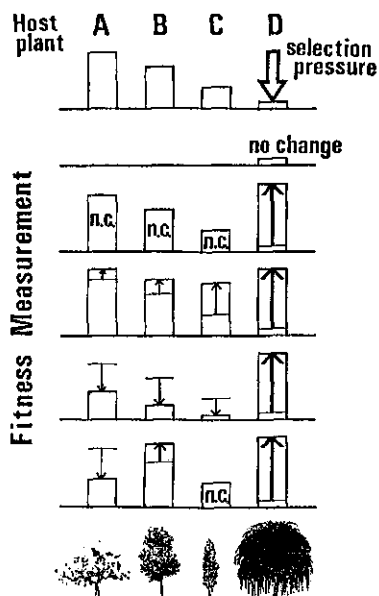 Host plant A B C D
selection pressure
no change
n.c. n.c. n.c.
n.c.
Fitness Measurement